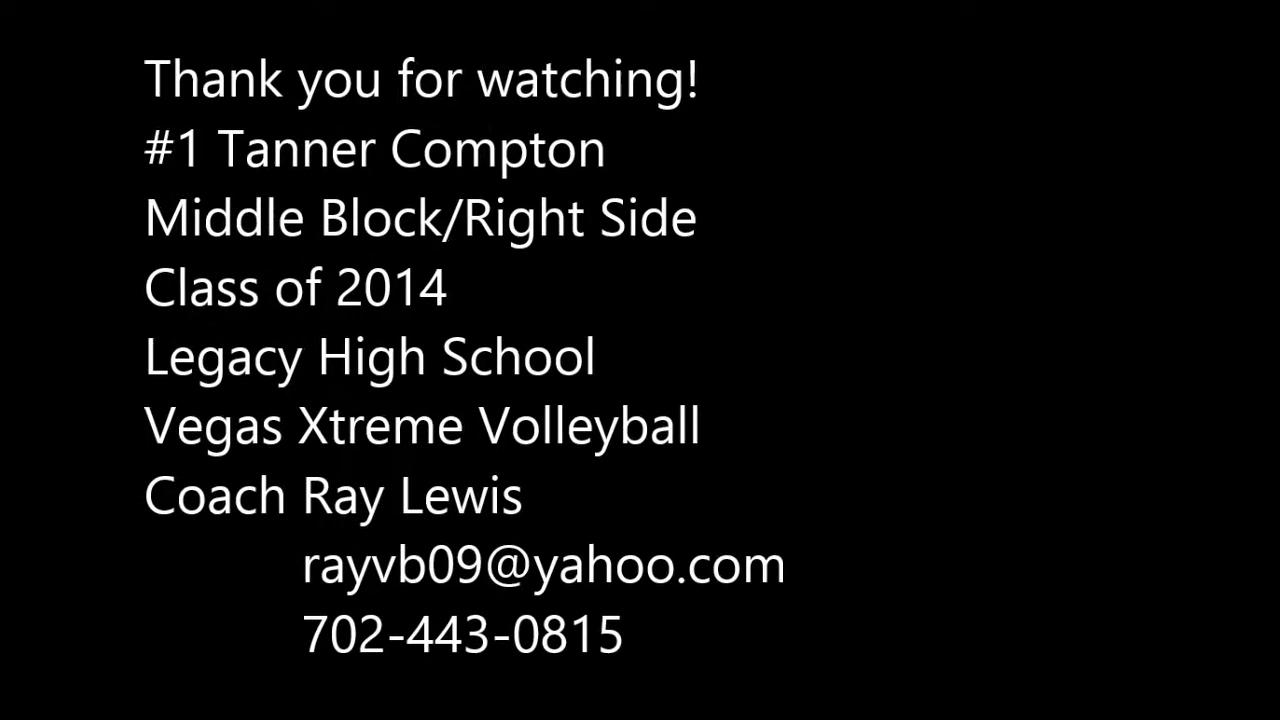 Thank you for watching!
#1 Tanner Compton
Middle Block/Right Side
Class of 2014
Legacy High School
Vegas Xtreme Volleyball
Coach Ray Lewis
rayvb09@yahoo.com
702-443-0815